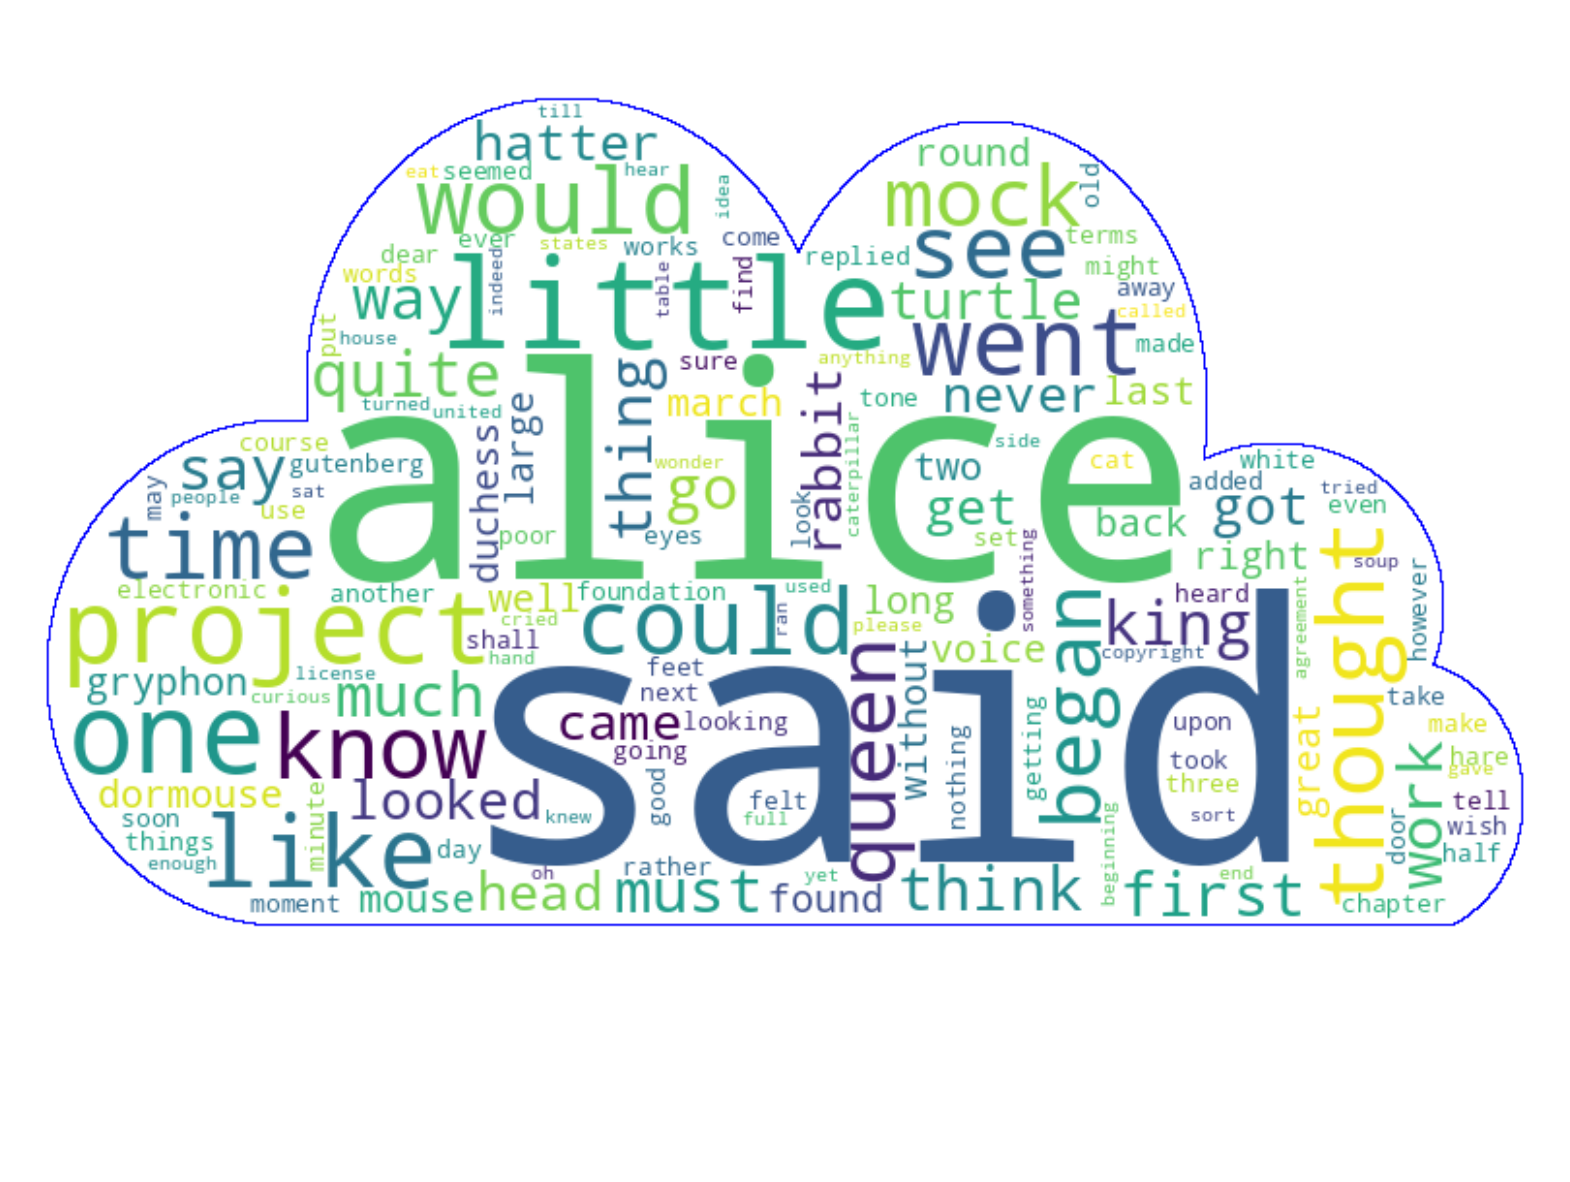 till
hatter
round
eat
seemed
hear
would
idea
mock
old
ever
states
works
come
see
terms
dear
replied
words
indeed
little
table
find
might
way
turtle
away
called
put
house
went
made
quite
sure
anything
thing
march
rabbit
tone
never
last
turned
united
large
alice
course
duchess
caterpillar
side
say
gutenberg
wonder
two
cat
white
may
people
sat
go
added
tried
use
look
get
back
got
even
time
poor
eyes
set
something
right
thought
soup
however
electronic
another
well
foundation
used
long
heard
agreement
project
cried
could
ran
please
began
king
shall
hand
queen
without
voice
copyright
gryphon
license
curious
much
feet
next
said
take
one
know
came
looking
going
nothing
getting
upon
great
make
work
hare
gave
took
three
dormouse
minute
looked
good
felt
full
beginning
sort
door
tell
soon
knew
wish
things
enough
like
day
half
oh
rather
yet
end
moment
mouse
head
must
found
think
first
chapter